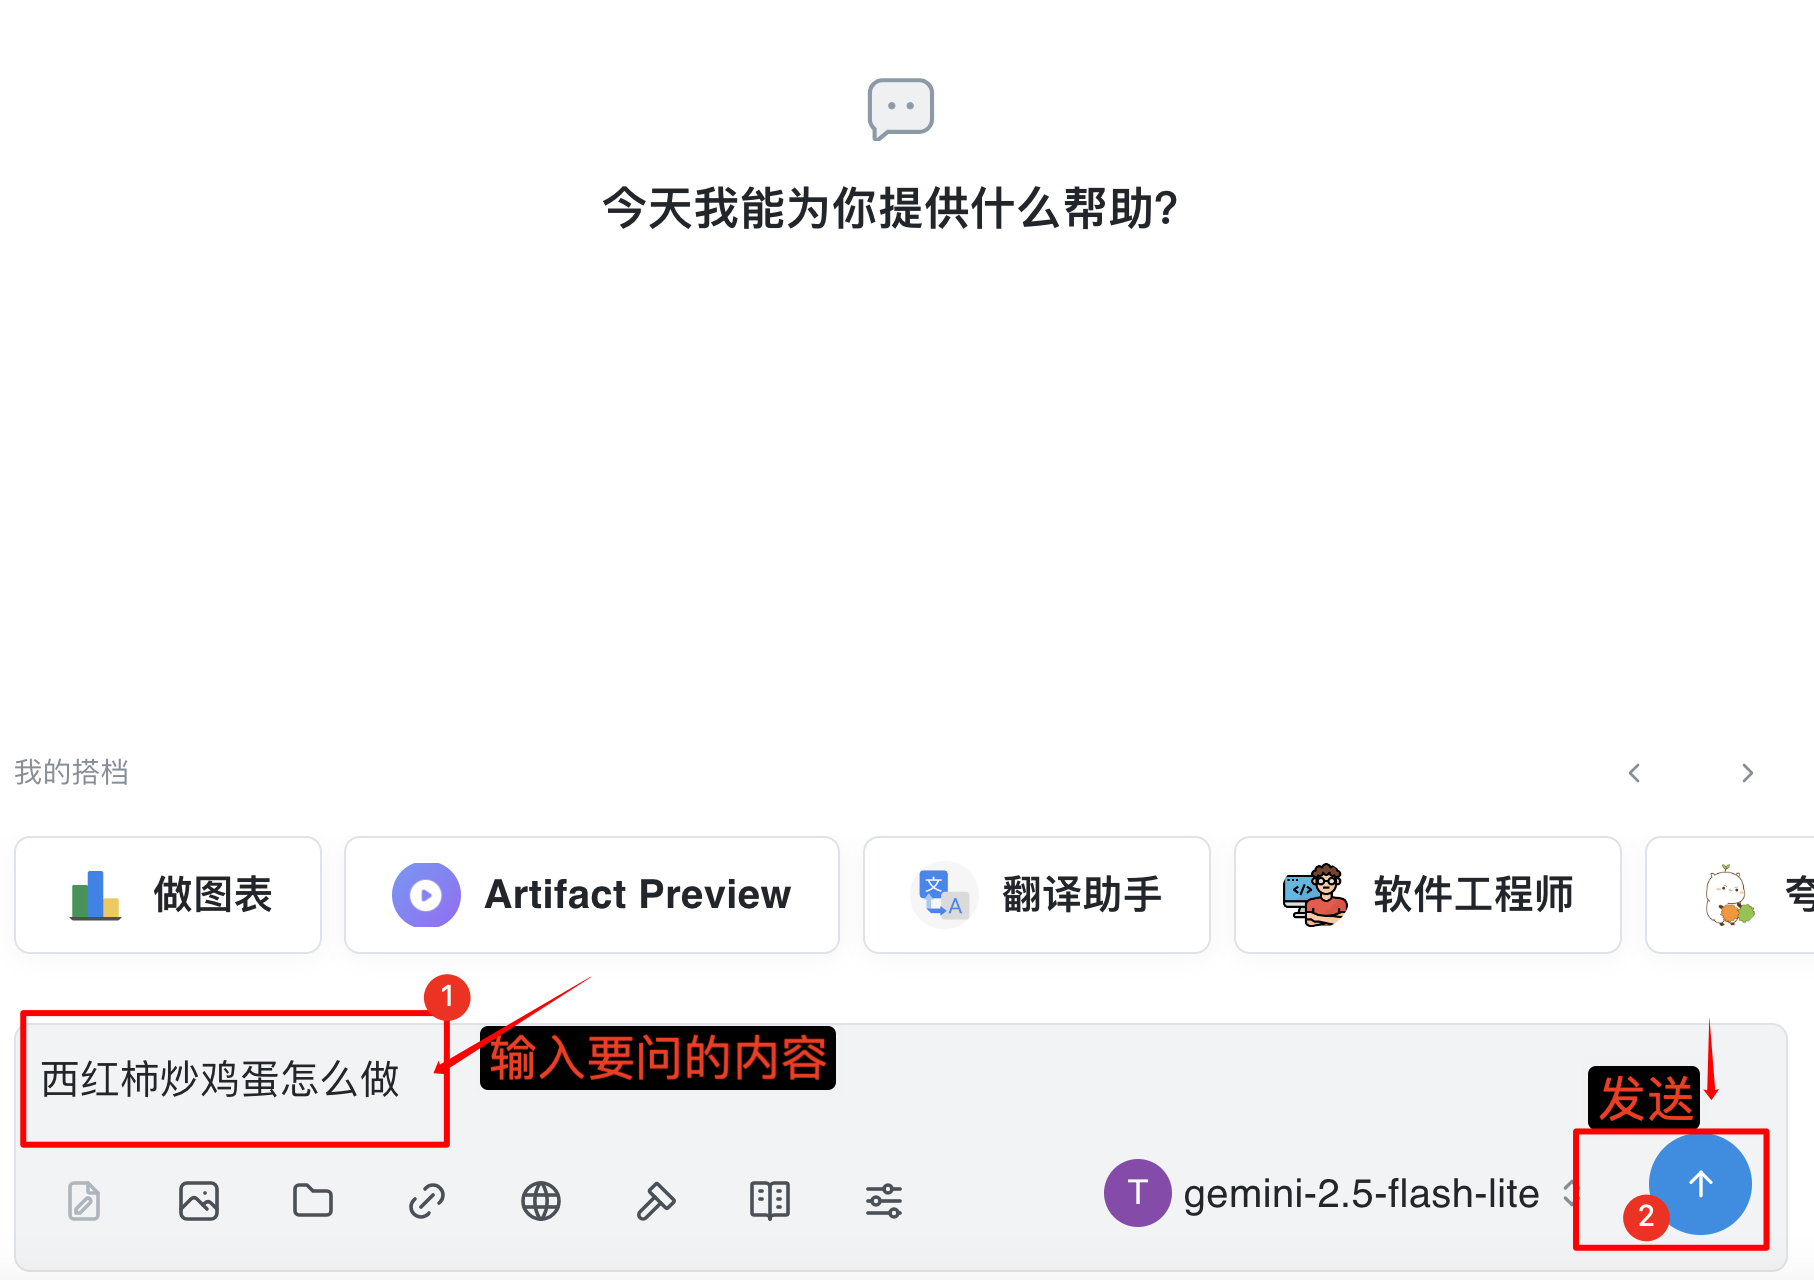 今天我能为你提供什么帮助?
我的搭档
做图表
Artifact Preview
文
A
翻译助手
</>
软件工程师
夸
1
西红柿炒鸡蛋怎么做
输入要问的内容
发送
T
gemini-2.5-flash-lite
2